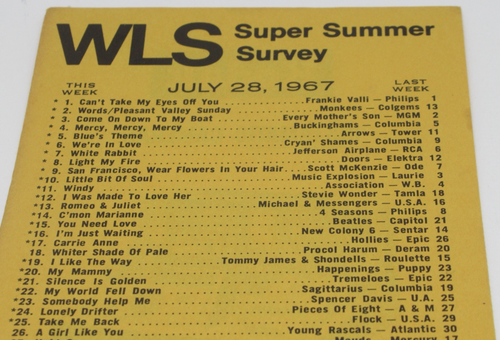 WLS Super Summer Survey
THIS WEEK JULY 28, 1967 LAST WEEK
* 1. Can't Take My Eyes Off You Frankie Valli — Philips 1
* 2. Words/Pleasant Valley Sunday Monkees — Colgems 13
* 3. Come On Down To My Boat Every Mother's Son — MGM 2
* 4. Mercy, Mercy, Mercy Buckinghams — Columbia 5
* 5. Blue's Theme Arrows — Tower 11
* 6. We're In Love Cryan' Shames — Columbia 9
* 7. White Rabbit Jefferson Airplane — RCA 6
* 8. Light My Fire Doors — Elektra 12
* 9. San Francisco, Wear Flowers In Your Hair Scott McKenzie — Ode 7
*10. Little Bit Of Soul Music Explosion — Laurie 3
*11. Windy Association — W.B. 4
*12. I Was Made To Love Her Stevie Wonder — Tamla 18
*13. Romeo & Juliet Michael & Messengers — U.S.A. 16
*14. C'mon Marianne 4 Seasons — Philips 8
*15. You Need Love Beatles — Capitol 21
*16. I'm Just Waiting New Colony 6 — Sentar 14
*17. Carrie Anne Hollies — Epic 26
18. Whiter Shade Of Pale Procol Harum — Deram 20
*19. I Like The Way Tommy James & Shondells — Roulette 15
*20. My Mammy Happenings — Puppy 23
*21. Silence Is Golden Tremeloes — Epic 22
*22. My World Fell Down Sagittarius — Columbia 19
*23. Somebody Help Me Spencer Davis — U.A. 25
*24. Lonely Drifter Pieces Of Eight — A & M 27
*25. Take Me Back Flock — U.S.A. 29
26. A Girl Like You Young Rascals — Atlantic 30
Mercury 17